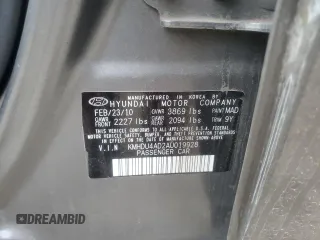 MANUFACTURED IN KOREA BY
HYUNDAI MOTOR COMPANY
FEB/23/10 GVWR 3869 lbs PAINT MAD
GAWR FRONT 2227 lbs GAWR REAR 2094 lbs TRIM 9Y
THIS VEHICLE CONFORMS TO ALL APPLICABLE U.S.
FEDERAL MOTOR VEHICLE SAFETY, BUMPER, AND THEFT
PREVENTION STANDARDS IN EFFECT ON THE DATE OF
MANUFACTURE SHOWN ABOVE.
V.I.N KMHDU4AD2AU019928
PASSENGER CAR